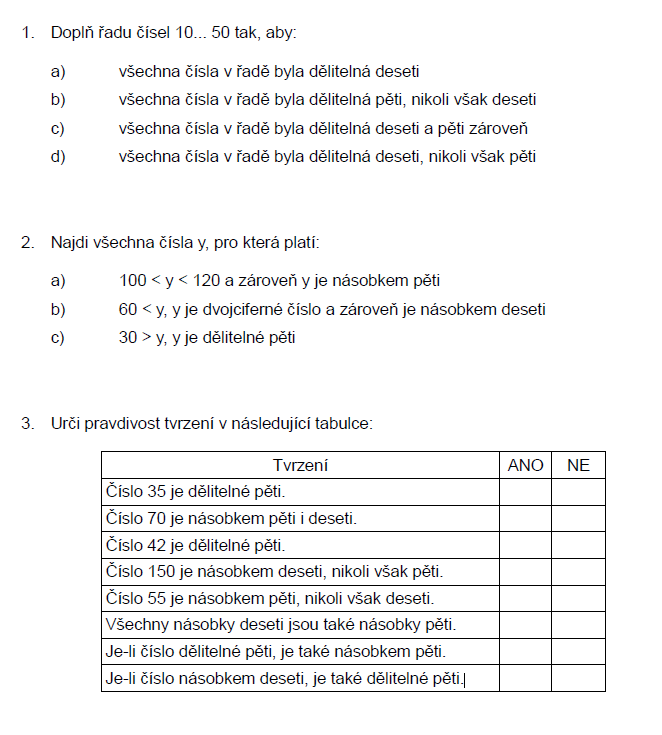 1. Doplň řadu čísel 10... 50 tak, aby:
a) všechna čísla v řadě byla dělitelná deseti
b) všechna čísla v řadě byla dělitelná pěti, nikoli však deseti
c) všechna čísla v řadě byla dělitelná deseti a pěti zároveň
d) všechna čísla v řadě byla dělitelná deseti, nikoli však pěti
2. Najdi všechna čísla y, pro která platí:
a) 100 < y < 120 a zároveň y je násobkem pěti
b) 60 < y, y je dvojciferné číslo a zároveň je násobkem deseti
c) 30 > y, y je dělitelné pěti
3. Urči pravdivost tvrzení v následující tabulce:
Tvrzení ANO NE
Číslo 35 je dělitelné pěti.
Číslo 70 je násobkem pěti i deseti.
Číslo 42 je dělitelné pěti.
Číslo 150 je násobkem deseti, nikoli však pěti.
Číslo 55 je násobkem pěti, nikoli však deseti.
Všechny násobky deseti jsou také násobky pěti.
Je-li číslo dělitelné pěti, je také násobkem pěti.
Je-li číslo násobkem deseti, je také dělitelné pěti.